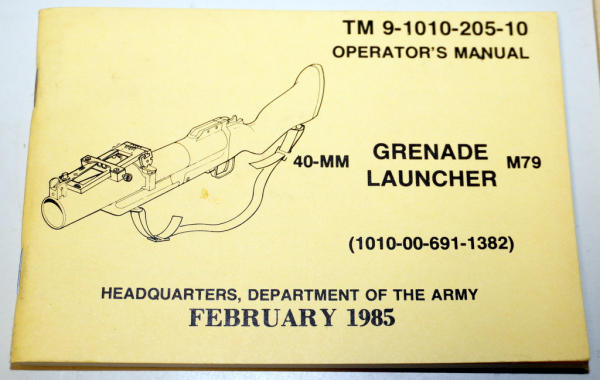 TM 9-1010-205-10
OPERATOR'S MANUAL
40-MM GRENADE LAUNCHER M79
(1010-00-691-1382)
HEADQUARTERS, DEPARTMENT OF THE ARMY
FEBRUARY 1985